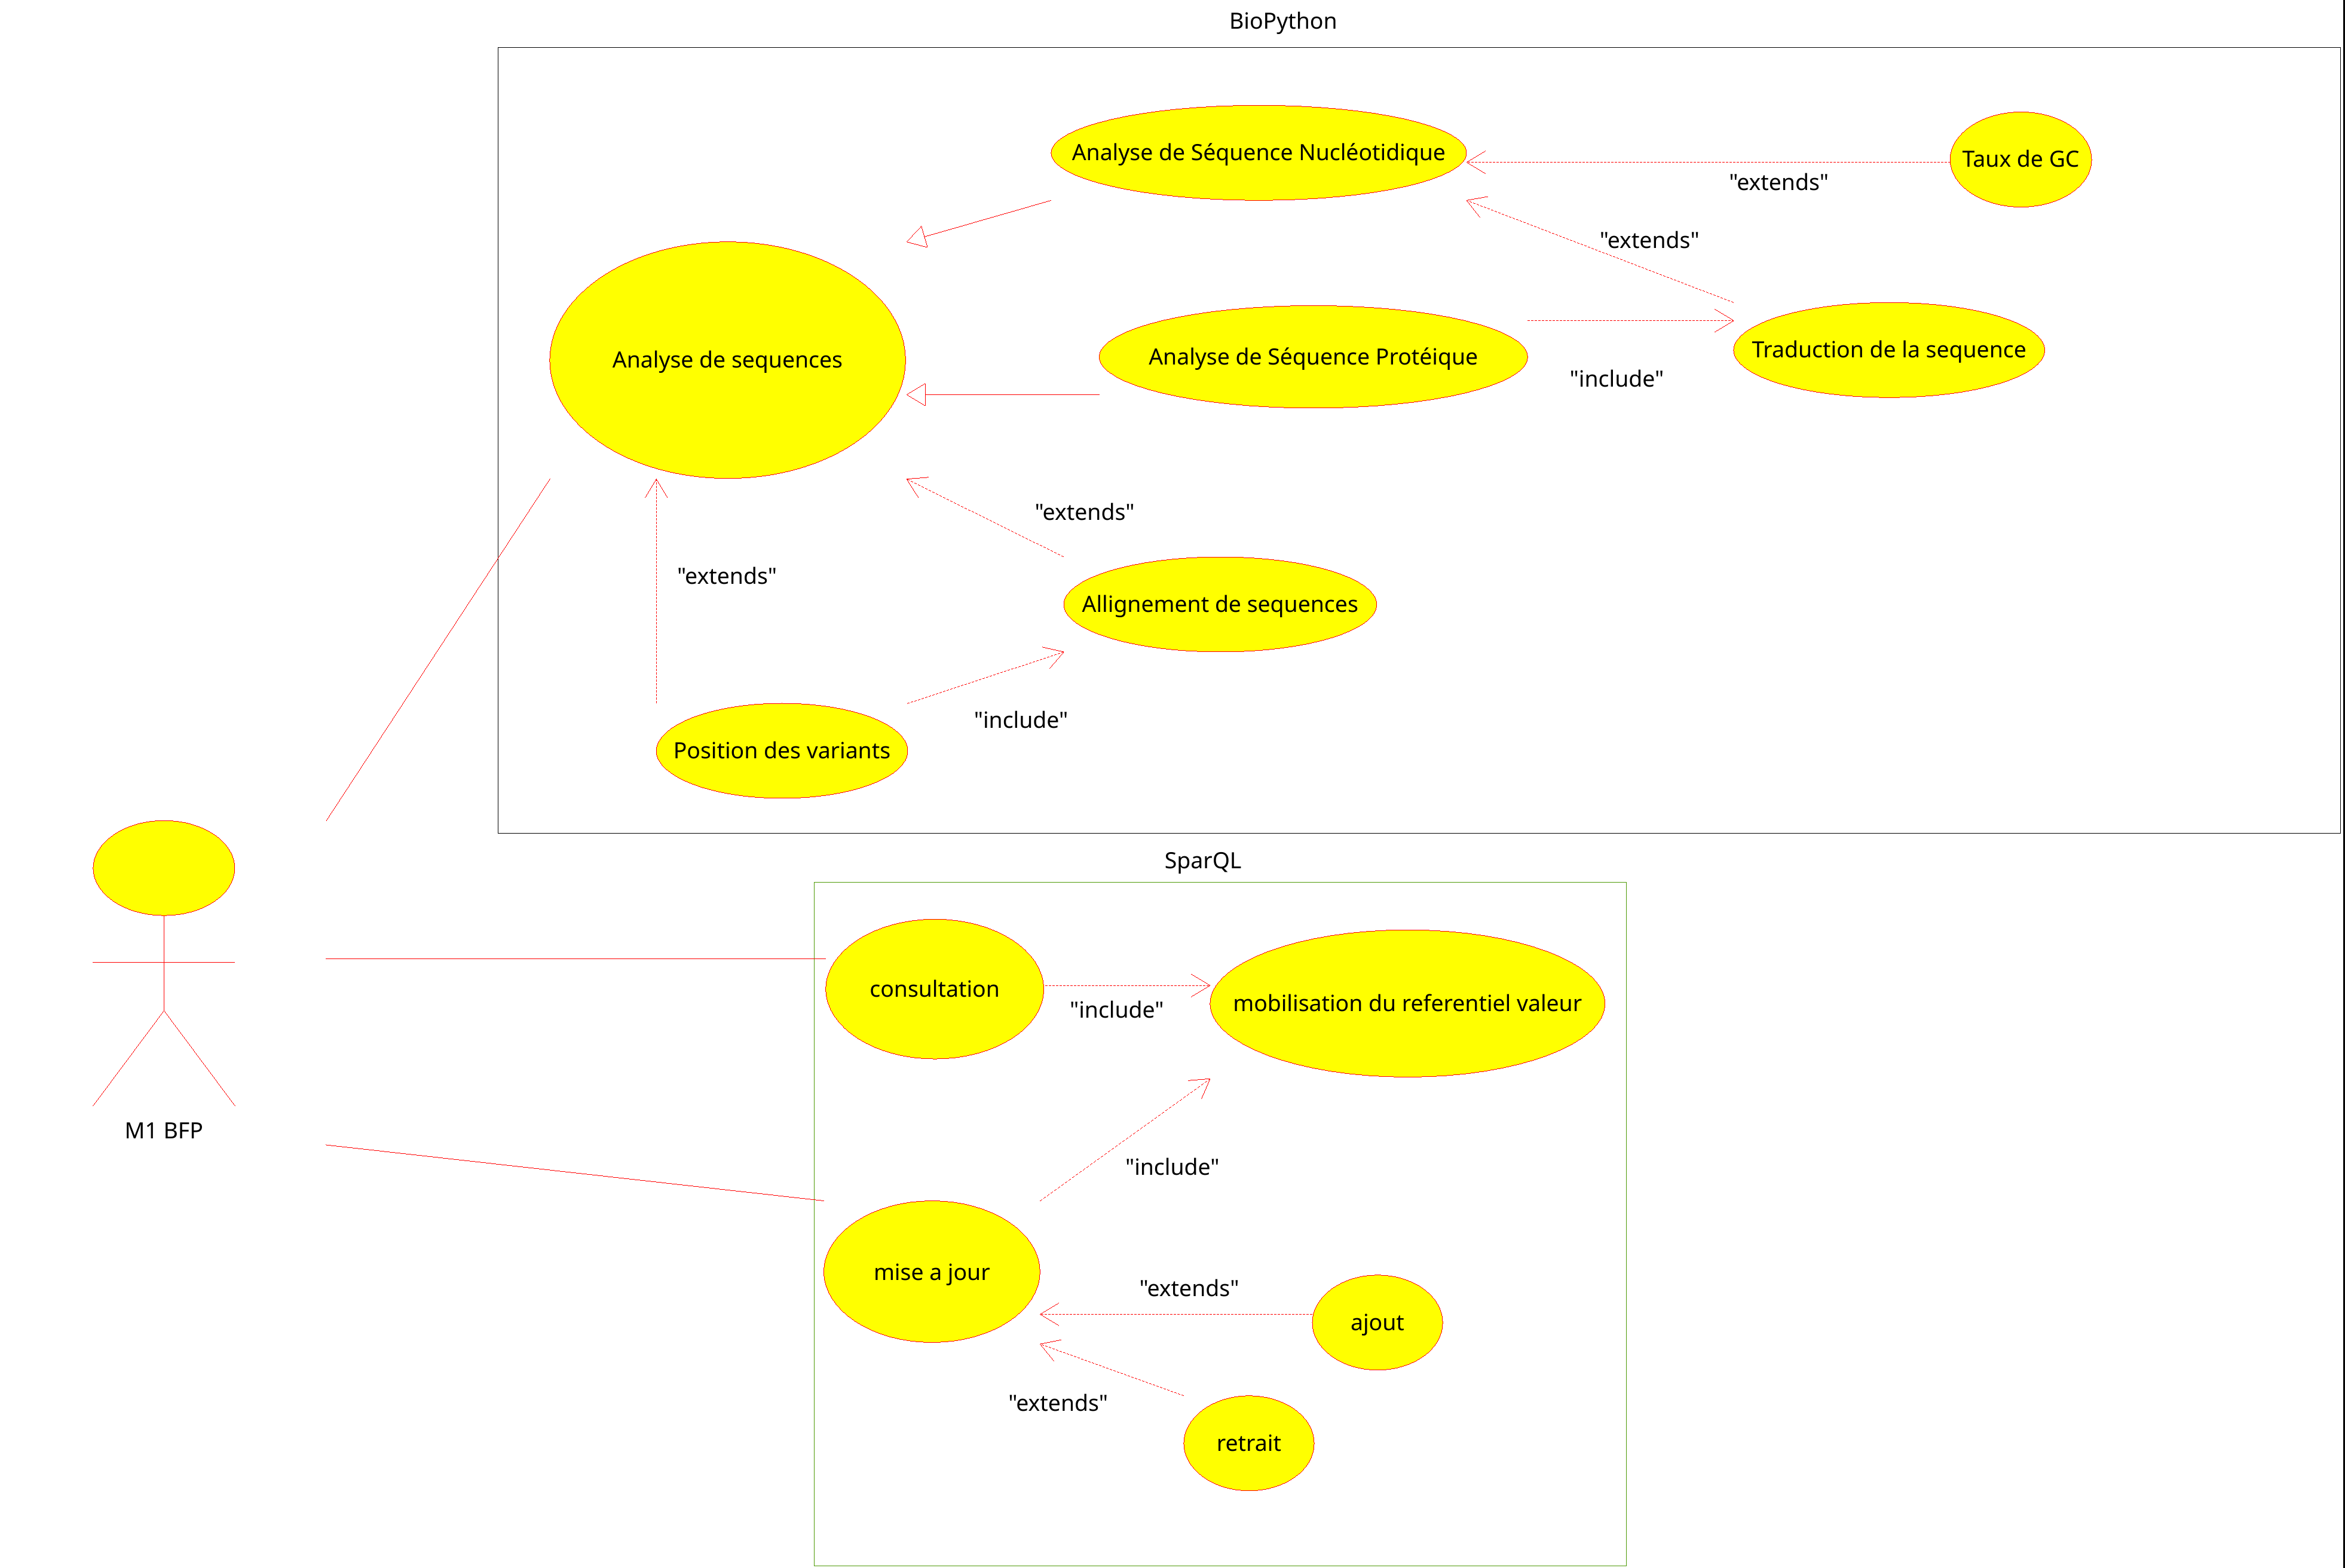 BioPython
Analyse de Séquence Nucléotidique
Taux de GC
"extends"
"extends"
Analyse de sequences
Analyse de Séquence Protéique
Traduction de la sequence
"include"
"extends"
"extends"
Allignement de sequences
"include"
Position des variants
SparQL
consultation
"include"
mobilisation du referentiel valeur
M1 BFP
"include"
mise a jour
"extends"
ajout
"extends"
retrait